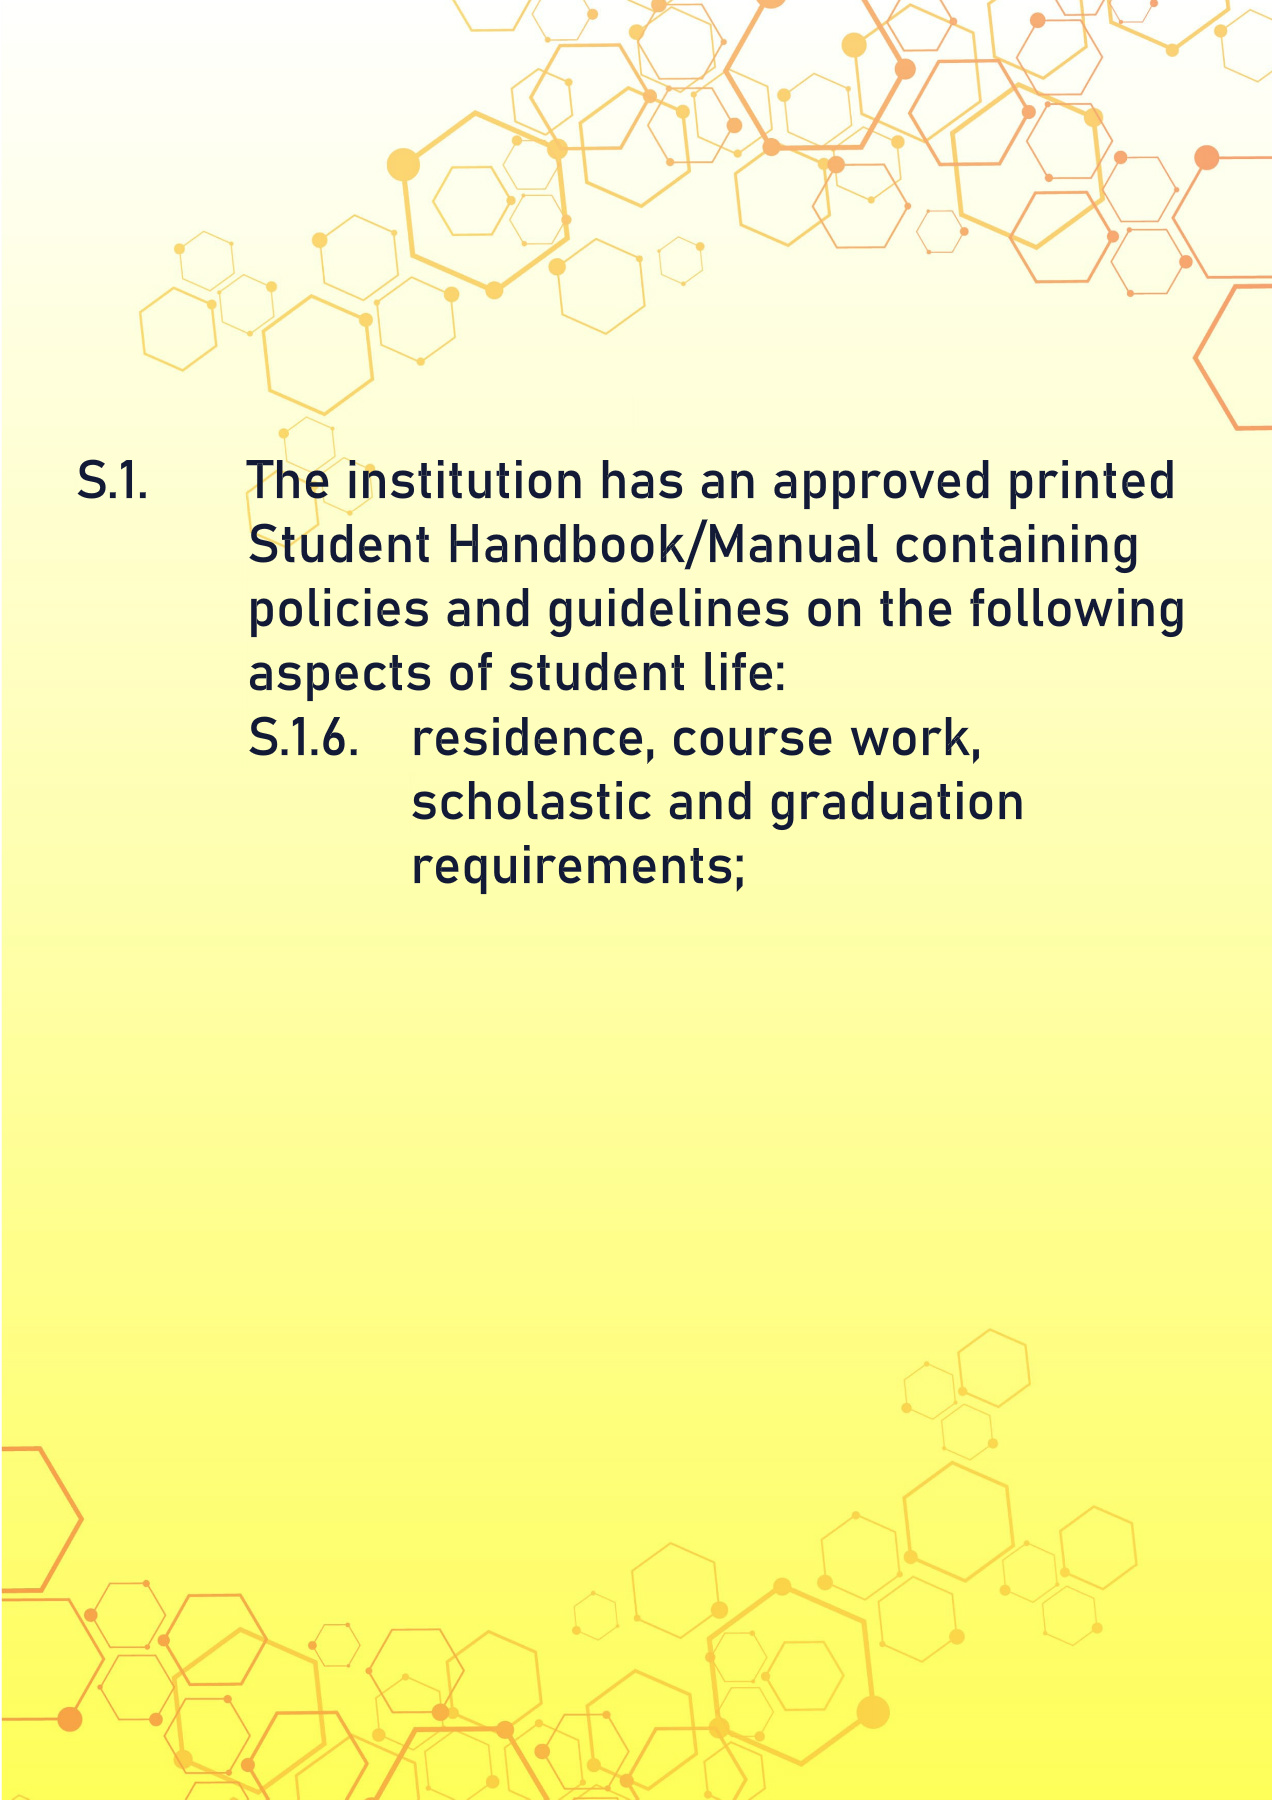 S.1. The institution has an approved printed
Student Handbook/Manual containing
policies and guidelines on the following
aspects of student life:
S.1.6. residence, course work,
scholastic and graduation
requirements;